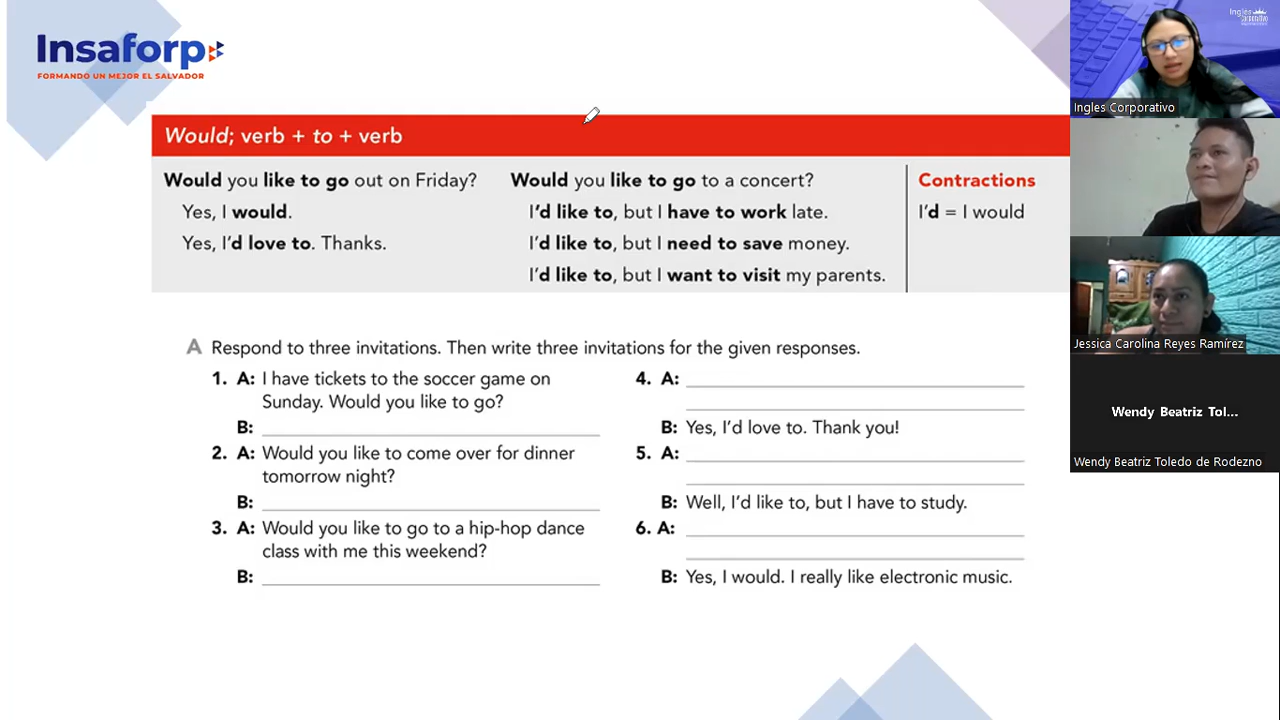 Insaforp
FORMANDO UN MEJOR EL SALVADOR
Would; verb + to + verb
Would you like to go out on Friday?
Yes, I would.
Yes, I'd love to. Thanks.
Would you like to go to a concert?
I'd like to, but I have to work late.
I'd like to, but I need to save money.
I'd like to, but I want to visit my parents.
Contractions
I'd = I would
A Respond to three invitations. Then write three invitations for the given responses.
1. A: I have tickets to the soccer game on
Sunday. Would you like to go?
B:
2. A: Would you like to come over for dinner
tomorrow night?
B:
3. A: Would you like to go to a hip-hop dance
class with me this weekend?
B:
4. A:
B: Yes, I'd love to. Thank you!
5. A:
B: Well, I'd like to, but I have to study.
6. A:
B: Yes, I would. I really like electronic music.
Ingles
Corporativo
Ingles Corporativo
Jessica Carolina Reyes Ramírez
Wendy Beatriz Tol...
Wendy Beatriz Toledo de Rodezno